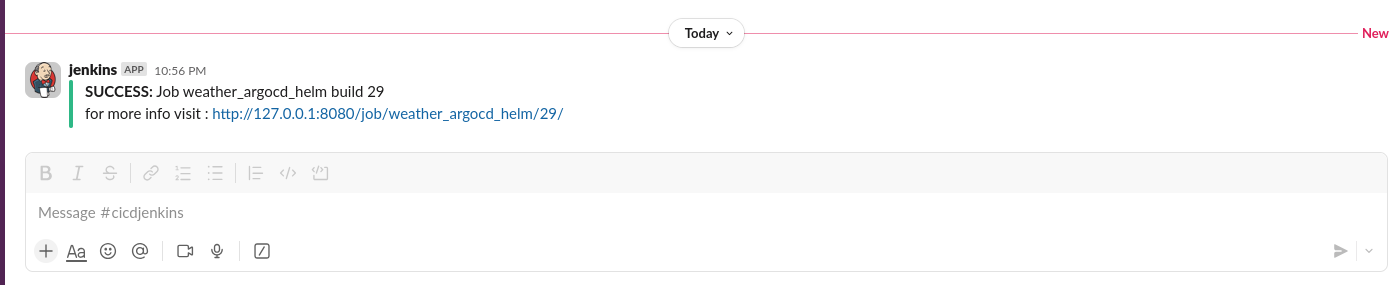 Today
New
jenkins APP 10:56 PM
SUCCESS: Job weather_argocd_helm build 29
for more info visit : http://127.0.0.1:8080/job/weather_argocd_helm/29/
B I S
Message #cicdjenkins
Aa